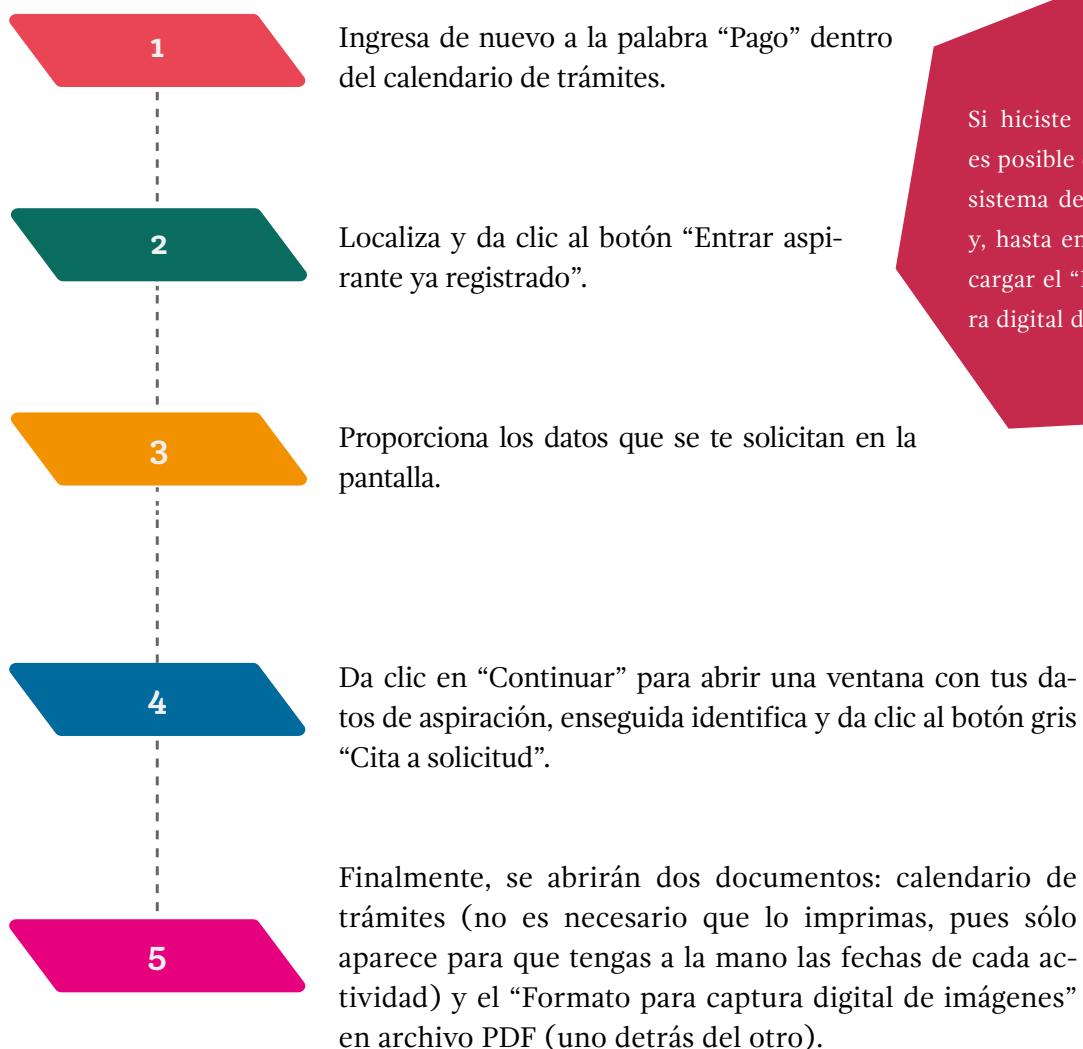 1
Ingresa de nuevo a la palabra “Pago” dentro
del calendario de trámites.
2
Localiza y da clic al botón “Entrar aspi-
rante ya registrado”.
3
Proporciona los datos que se te solicitan en la
pantalla.
4
Da clic en “Continuar” para abrir una ventana con tus da-
tos de aspiración, enseguida identifica y da clic al botón gris
“Cita a solicitud”.
5
Finalmente, se abrirán dos documentos: calendario de
trámites (no es necesario que lo imprimas, pues sólo
aparece para que tengas a la mano las fechas de cada ac-
tividad) y el “Formato para captura digital de imágenes”
en archivo PDF (uno detrás del otro).
Si hiciste
es posible
sistema de
y, hasta
cargar el
ra digital